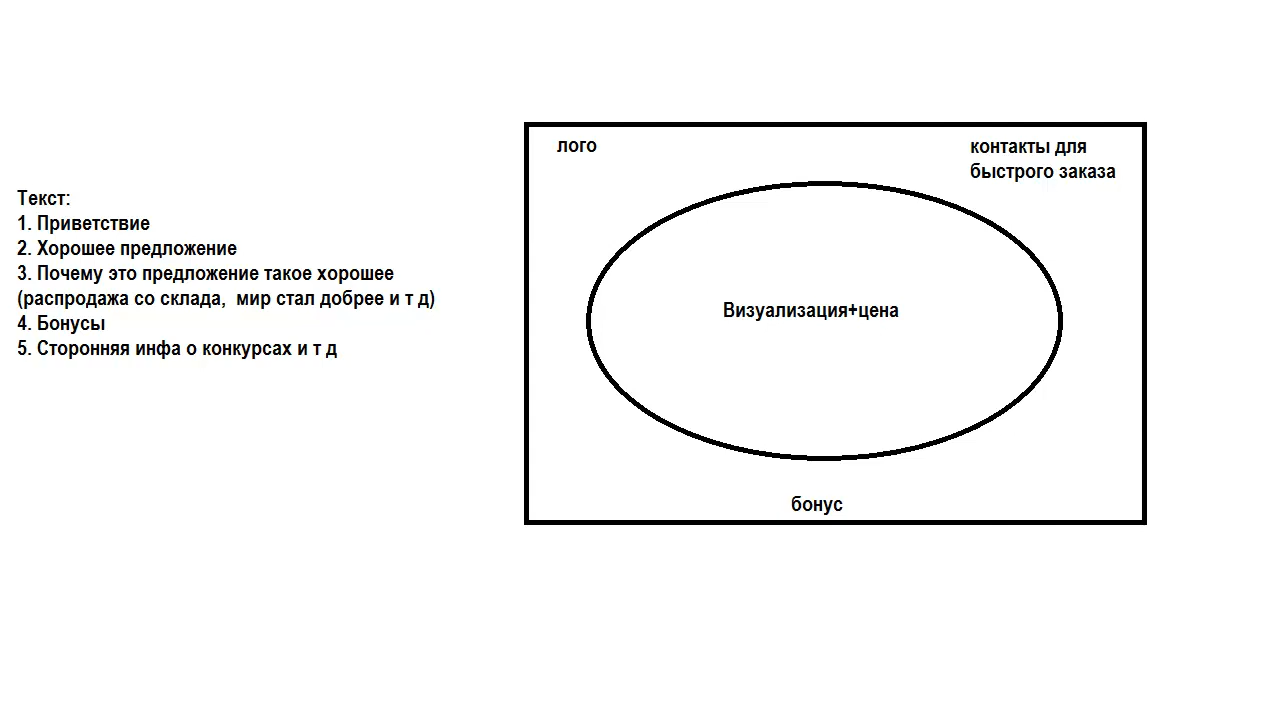 Текст:
1. Приветствие
2. Хорошее предложение
3. Почему это предложение такое хорошее
(распродажа со склада, мир стал добрее и т д)
4. Бонусы
5. Сторонняя инфа о конкурсах и т д
лого
контакты для
быстрого заказа
Визуализация+цена
бонус